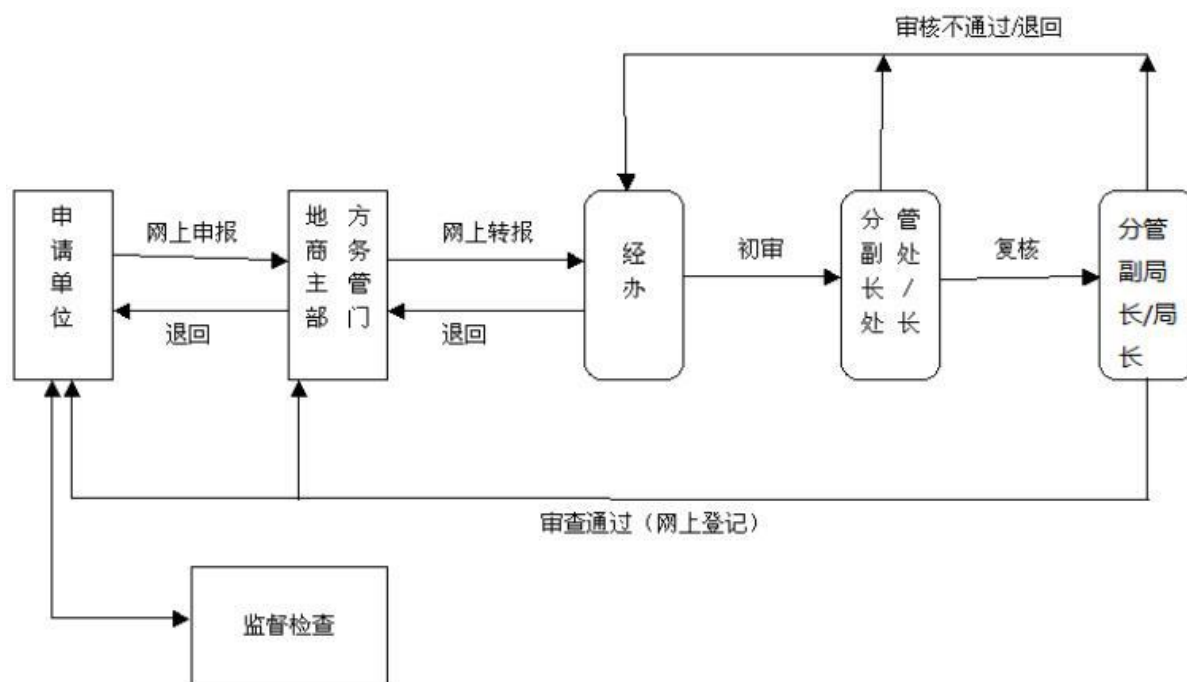 审核不通过/退回
申
请
单
位
网上申报
退回
地 方
商 务
主 管
部 门
网上转报
退回
经
办
初审
分 管
副 处
长 /
处 长
复核
分管
副局
长/局
长
审查通过（网上登记）
监督检查